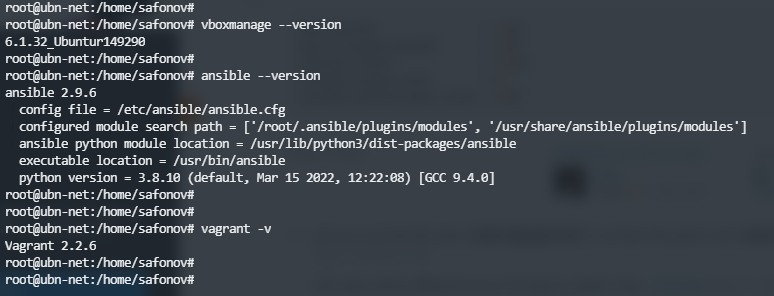 root@ubn-net:/home/safonov#
root@ubn-net:/home/safonov# vboxmanage --version
6.1.32_Ubuntur149290
root@ubn-net:/home/safonov#
root@ubn-net:/home/safonov# ansible --version
ansible 2.9.6
  config file = /etc/ansible/ansible.cfg
  configured module search path = ['/root/.ansible/plugins/modules', '/usr/share/ansible/plugins/modules']
  ansible python module location = /usr/lib/python3/dist-packages/ansible
  executable location = /usr/bin/ansible
  python version = 3.8.10 (default, Mar 15 2022, 12:22:08) [GCC 9.4.0]
root@ubn-net:/home/safonov#
root@ubn-net:/home/safonov#
root@ubn-net:/home/safonov# vagrant -v
Vagrant 2.2.6
root@ubn-net:/home/safonov#
root@ubn-net:/home/safonov#